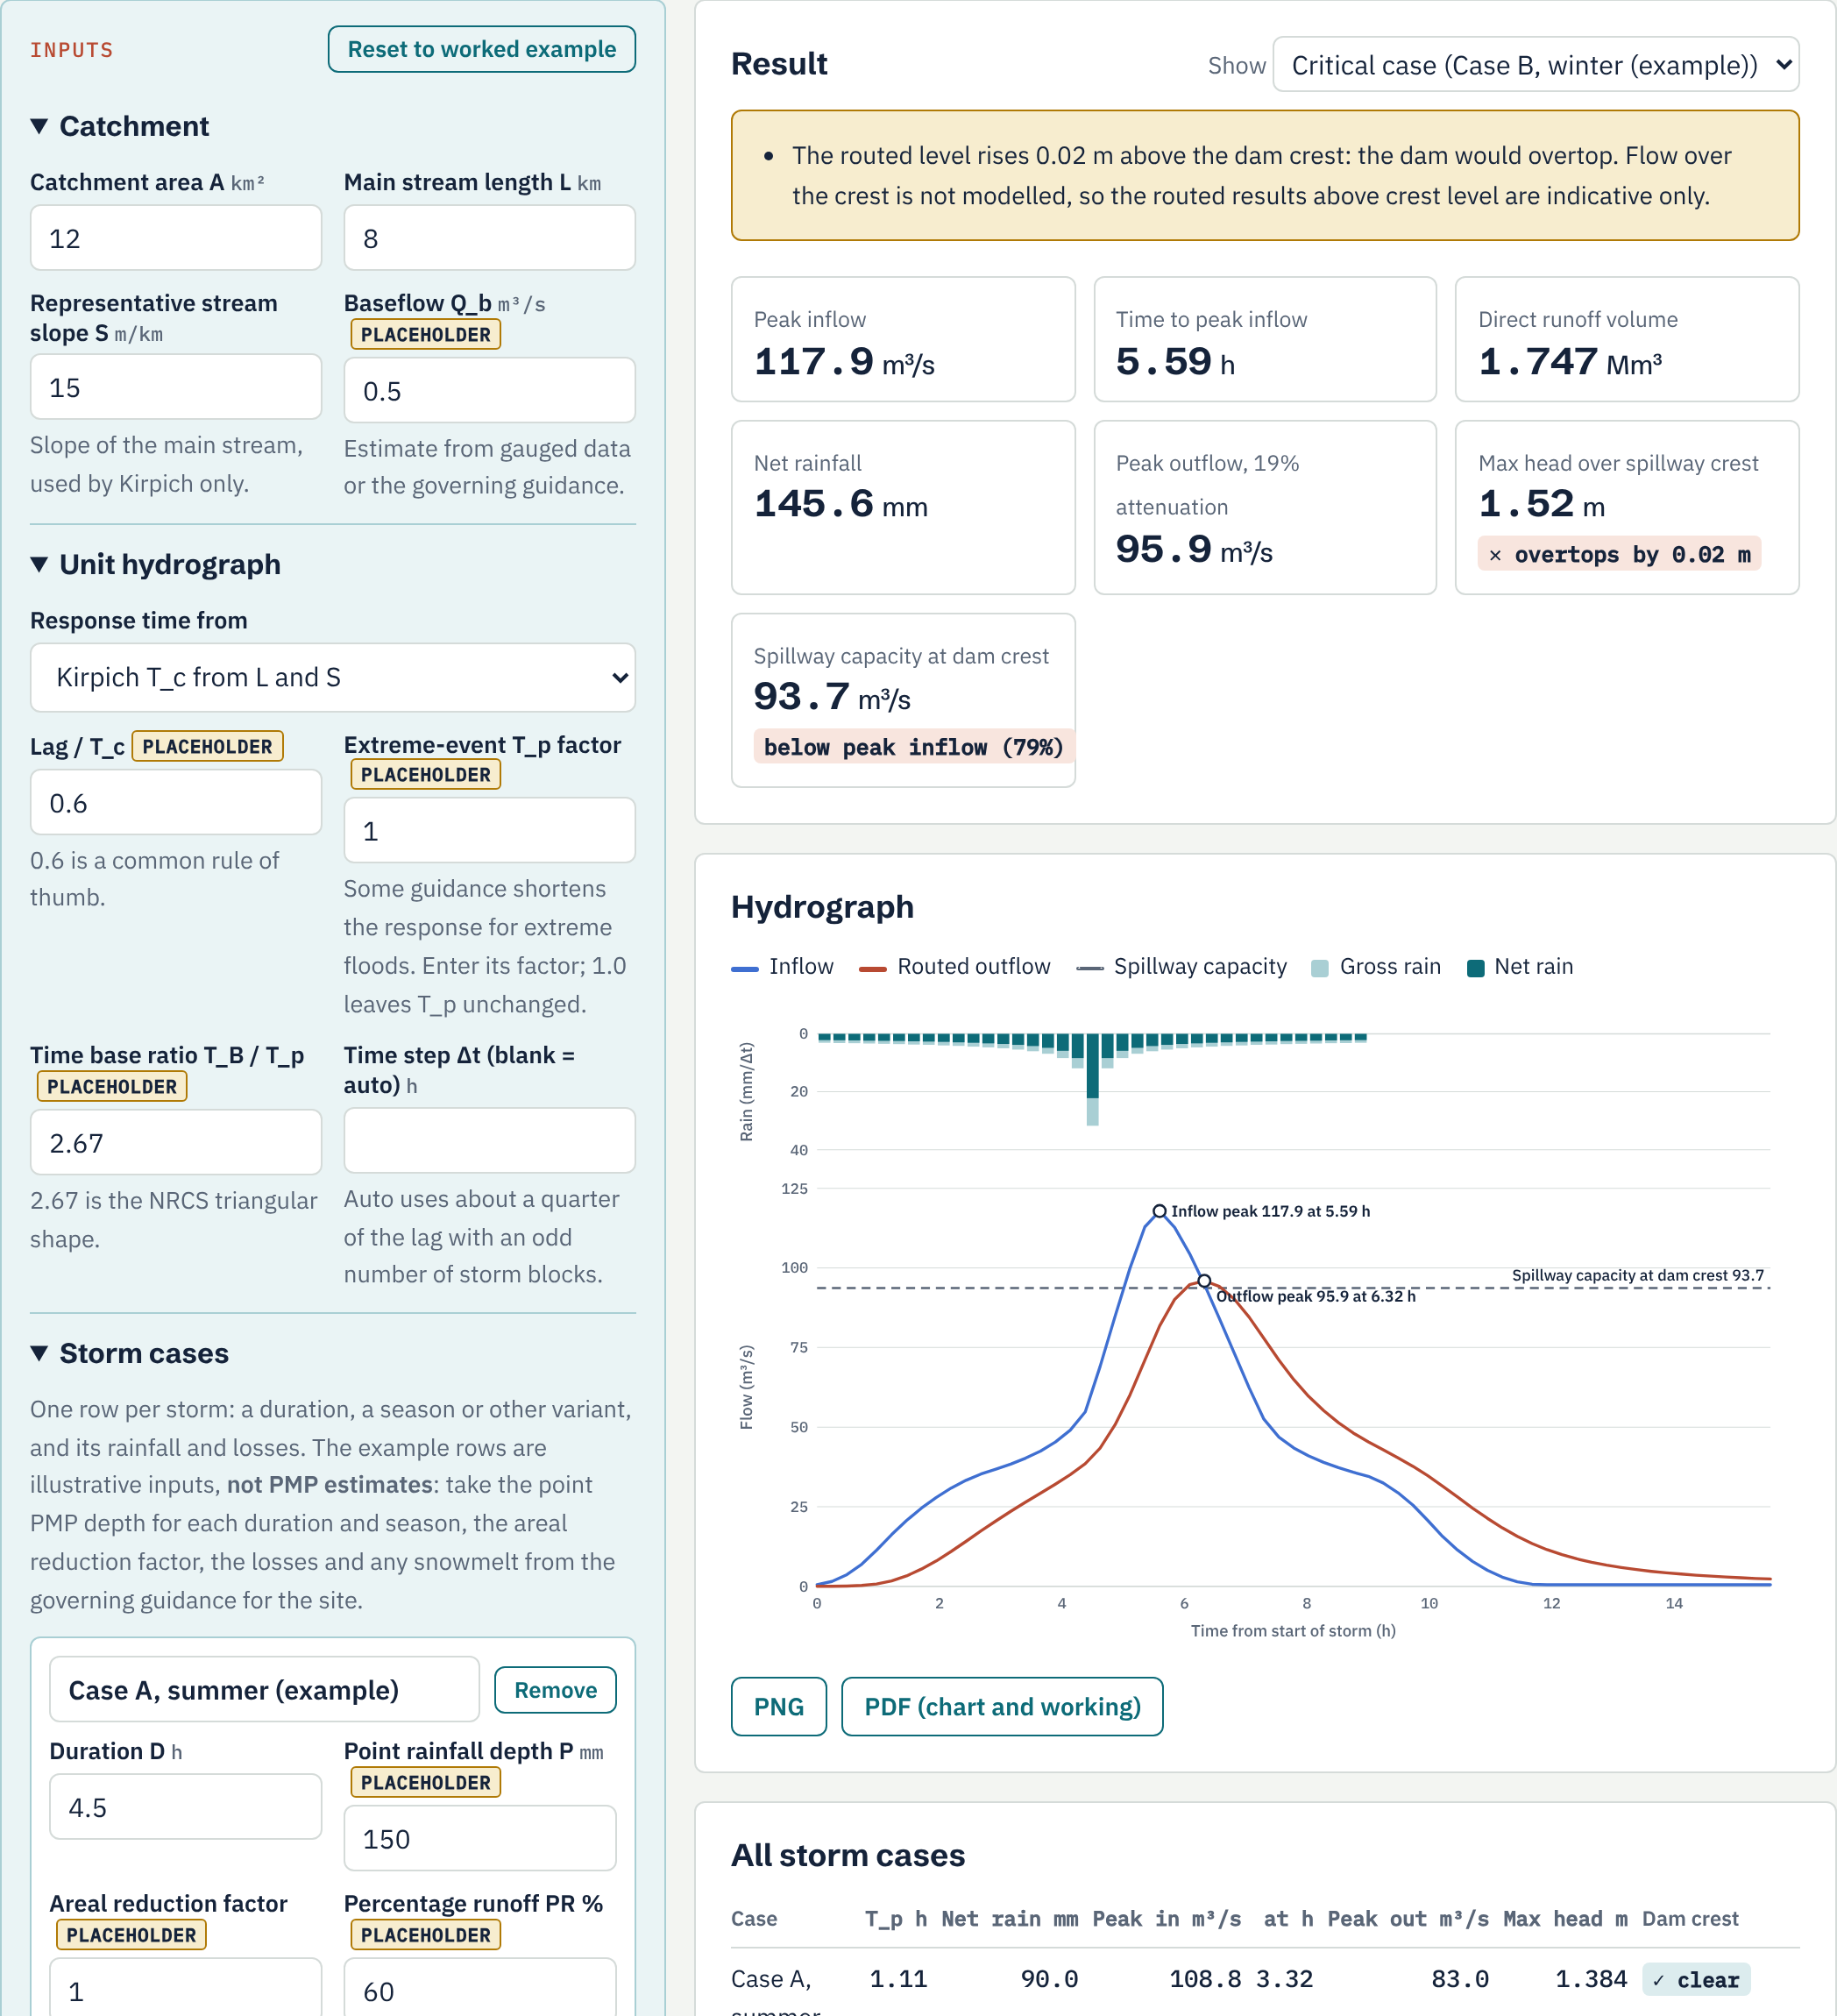 INPUTS
Reset to worked example
▼ Catchment
Catchment area A km²
Main stream length L km
12
8
Representative stream
slope S m/km
Baseflow Q_b m³/s
PLACEHOLDER
15
0.5
Slope of the main stream,
used by Kirpich only.
Estimate from gauged data
or the governing guidance.
▼ Unit hydrograph
Response time from
Kirpich T_c from L and S
Lag / T_c PLACEHOLDER
Extreme-event T_p factor
PLACEHOLDER
0.6
1
0.6 is a common rule of
thumb.
Some guidance shortens
the response for extreme
floods. Enter its factor; 1.0
leaves T_p unchanged.
Time base ratio T_B / T_p
PLACEHOLDER
Time step Δt (blank =
auto) h
2.67
2.67 is the NRCS triangular
shape.
Auto uses about a quarter
of the lag with an odd
number of storm blocks.
▼ Storm cases
One row per storm: a duration, a season or other variant,
and its rainfall and losses. The example rows are
illustrative inputs, not PMP estimates: take the point
PMP depth for each duration and season, the areal
reduction factor, the losses and any snowmelt from the
governing guidance for the site.
Case A, summer (example)
Remove
Duration D h
Point rainfall depth P mm
PLACEHOLDER
4.5
150
Areal reduction factor
PLACEHOLDER
Percentage runoff PR %
PLACEHOLDER
1
60
Result
Show
Critical case (Case B, winter (example))
• The routed level rises 0.02 m above the dam crest: the dam would overtop. Flow over
the crest is not modelled, so the routed results above crest level are indicative only.
Peak inflow
117.9 m³/s
Time to peak inflow
5.59 h
Direct runoff volume
1.747 Mm³
Net rainfall
145.6 mm
Peak outflow, 19%
attenuation
95.9 m³/s
Max head over spillway crest
1.52 m
× overtops by 0.02 m
Spillway capacity at dam crest
93.7 m³/s
below peak inflow (79%)
Hydrograph
Inflow
Routed outflow
Spillway capacity
Gross rain
Net rain
Rain (mm/Δt)
0
20
40
125
Inflow peak 117.9 at 5.59 h
100
Spillway capacity at dam crest 93.7
Outflow peak 95.9 at 6.32 h
75
Flow (m³/s)
50
25
0
0 2 4 6 8 10 12 14
Time from start of storm (h)
PNG
PDF (chart and working)
All storm cases
Case T_p h Net rain mm Peak in m³/s at h Peak out m³/s Max head m Dam crest
Case A, 1.11 90.0 108.8 3.32 83.0 1.384 ✓ clear